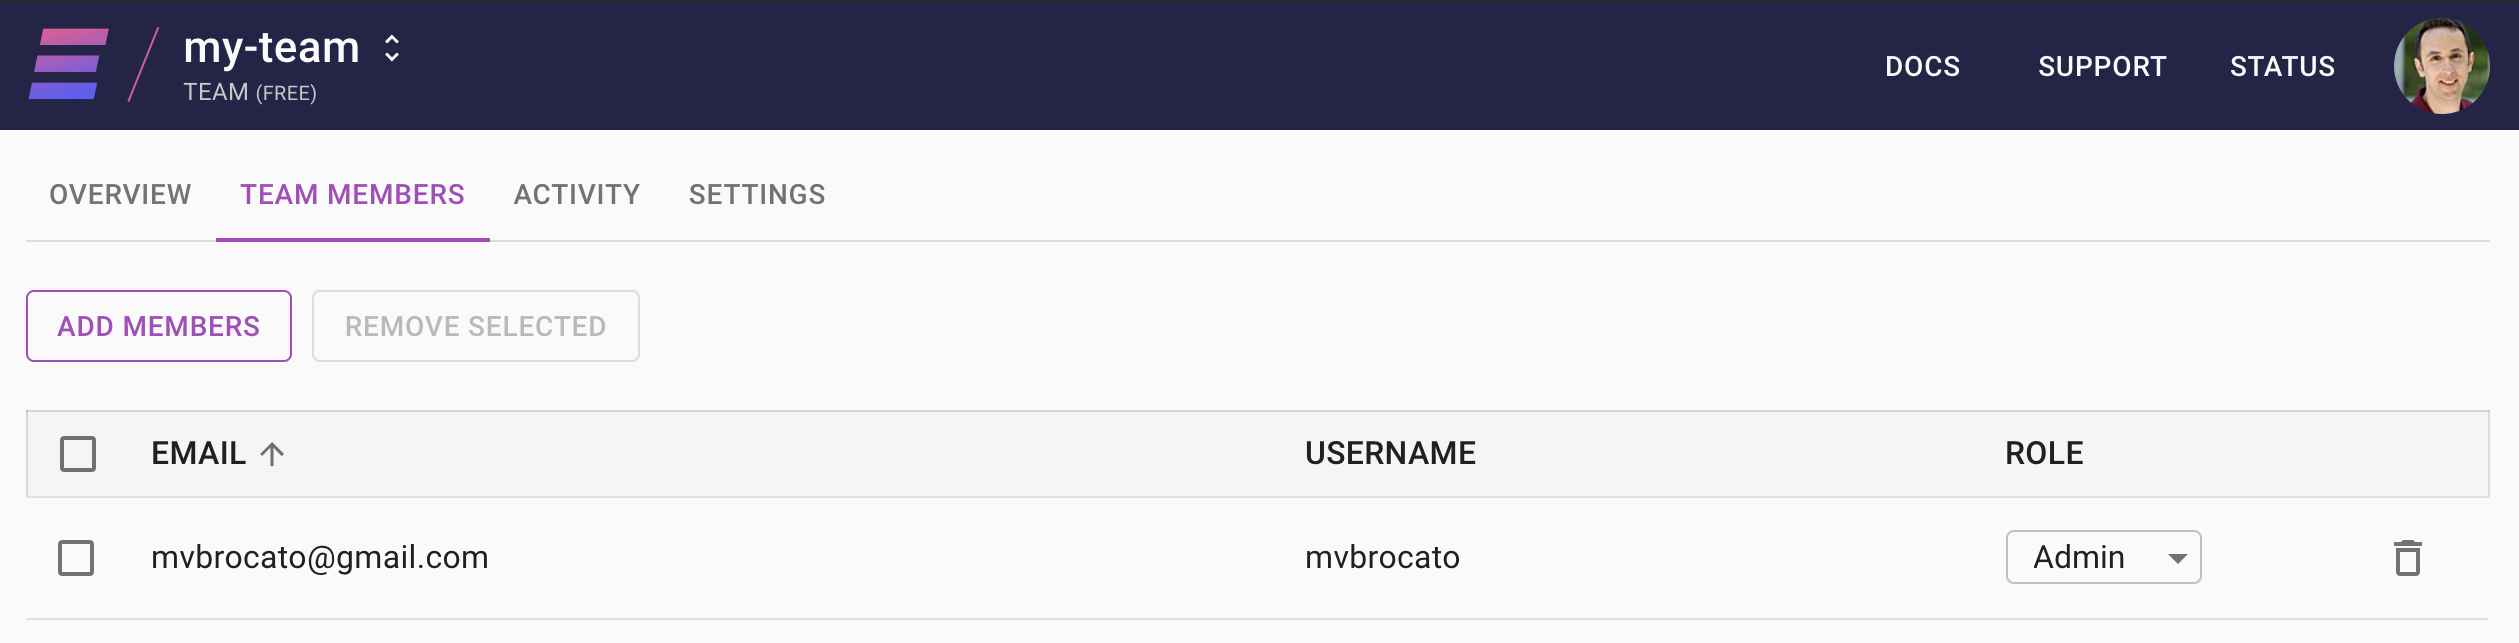 my-team
TEAM (FREE)
DOCS SUPPORT STATUS
OVERVIEW TEAM MEMBERS ACTIVITY SETTINGS
ADD MEMBERS REMOVE SELECTED
EMAIL USERNAME ROLE
mvbrocato@gmail.com mvbrocato Admin